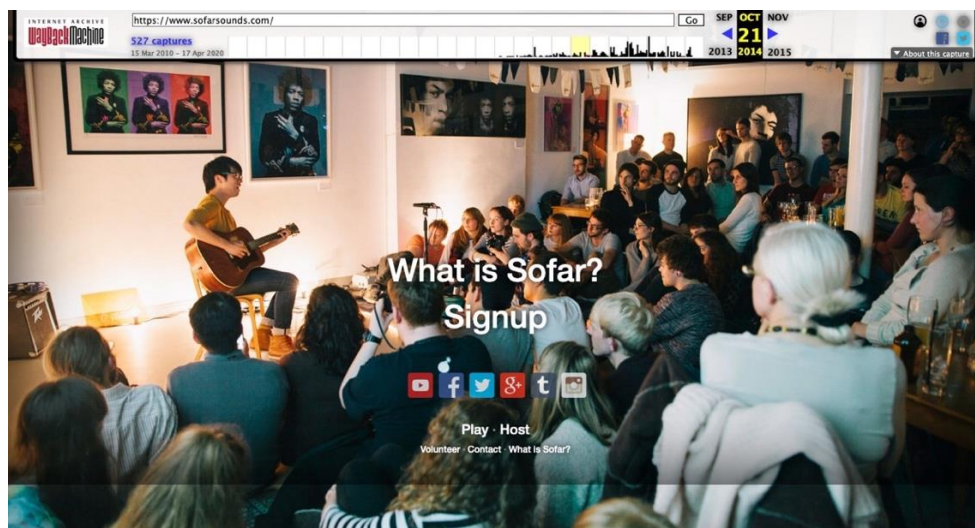 INTERNET ARCHIVE
WayBackMachine
https://www.sofarsounds.com/
Go
527 captures
15 Mar 2010 – 17 Apr 2020
SEP OCT NOV
21
2013 2014 2015
▼ About this capture
What is Sofar?
Signup
g+
t
Play · Host
Volunteer · Contact · What is Sofar?